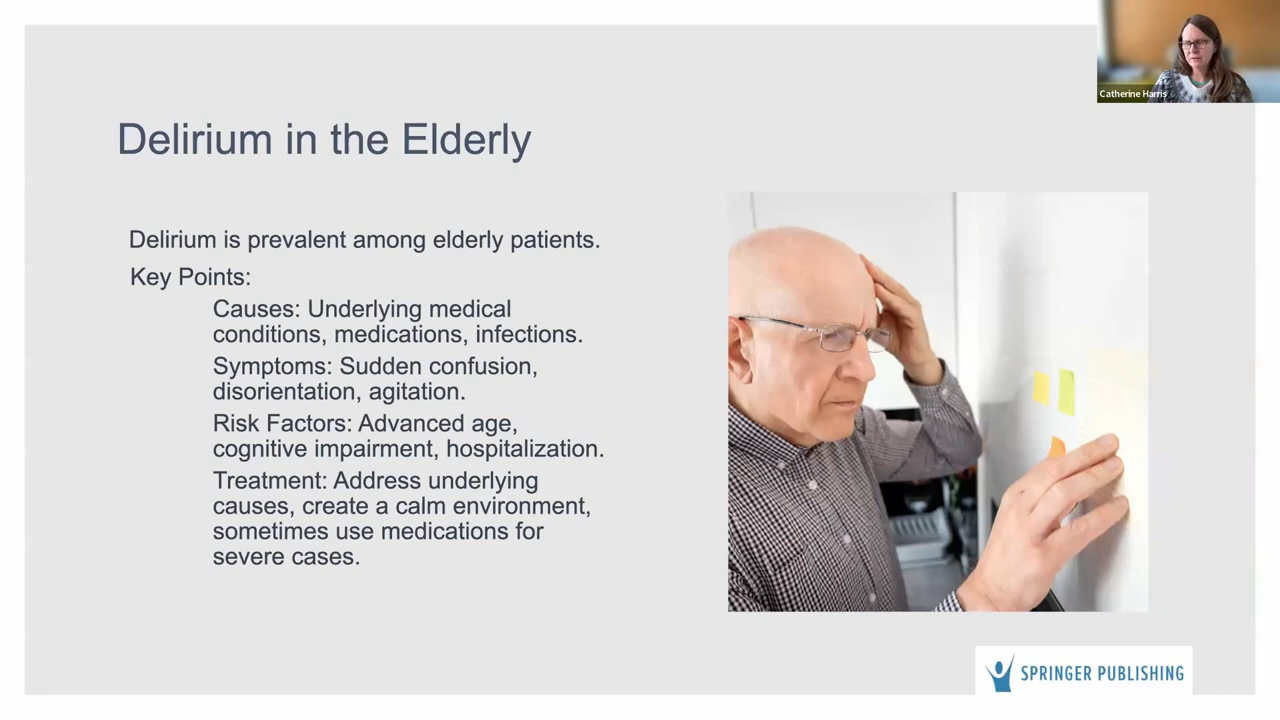 Catherine Harris
Delirium in the Elderly
Delirium is prevalent among elderly patients.
Key Points:
Causes: Underlying medical
conditions, medications, infections.
Symptoms: Sudden confusion,
disorientation, agitation.
Risk Factors: Advanced age,
cognitive impairment, hospitalization.
Treatment: Address underlying
causes, create a calm environment,
sometimes use medications for
severe cases.
SPRINGER PUBLISHING